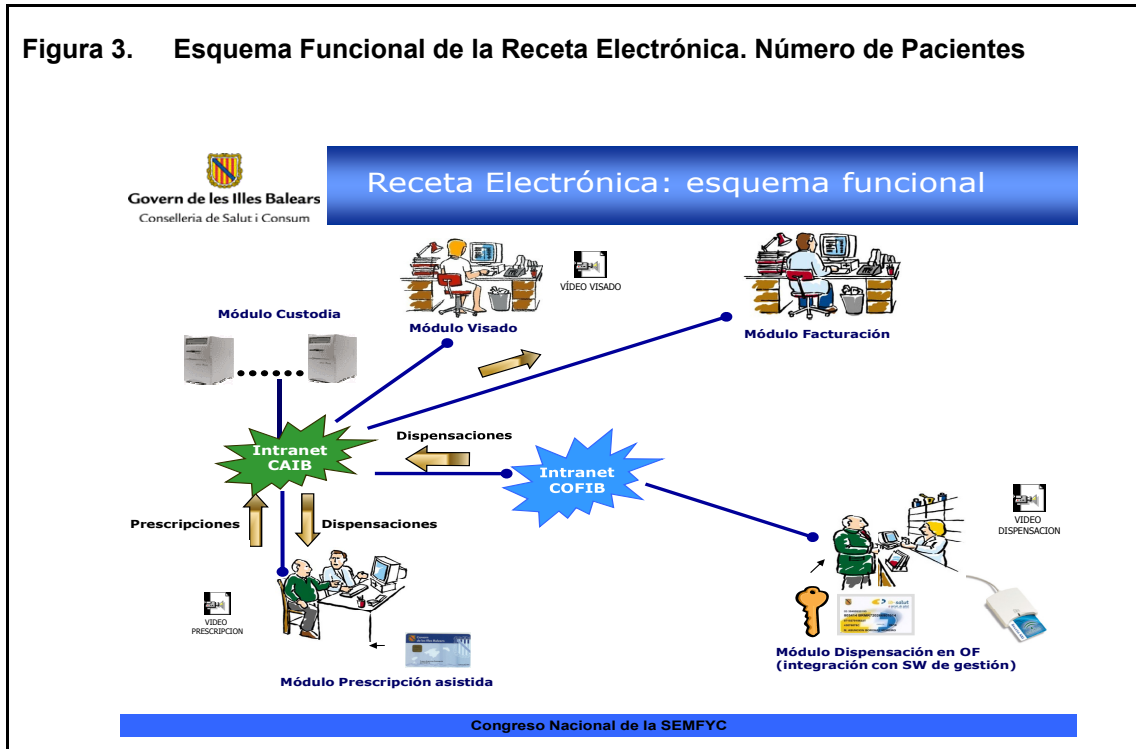 Figura 3. Esquema Funcional de la Receta Electrónica. Número de Pacientes
Govern de les Illes Balears
Conselleria de Salut i Consum
Receta Electrónica: esquema funcional
VÍDEO VISADO
Módulo Custodia
Módulo Visado
Módulo Facturación
Dispensaciones
Intranet
CAIB
Intranet
COFIB
Prescripciones
Dispensaciones
VIDEO
DISPENSACION
VIDEO
PRESCRIPCION
Módulo Dispensación en OF
(integración con SW de gestión)
Módulo Prescripción asistida
Congreso Nacional de la SEMFYC